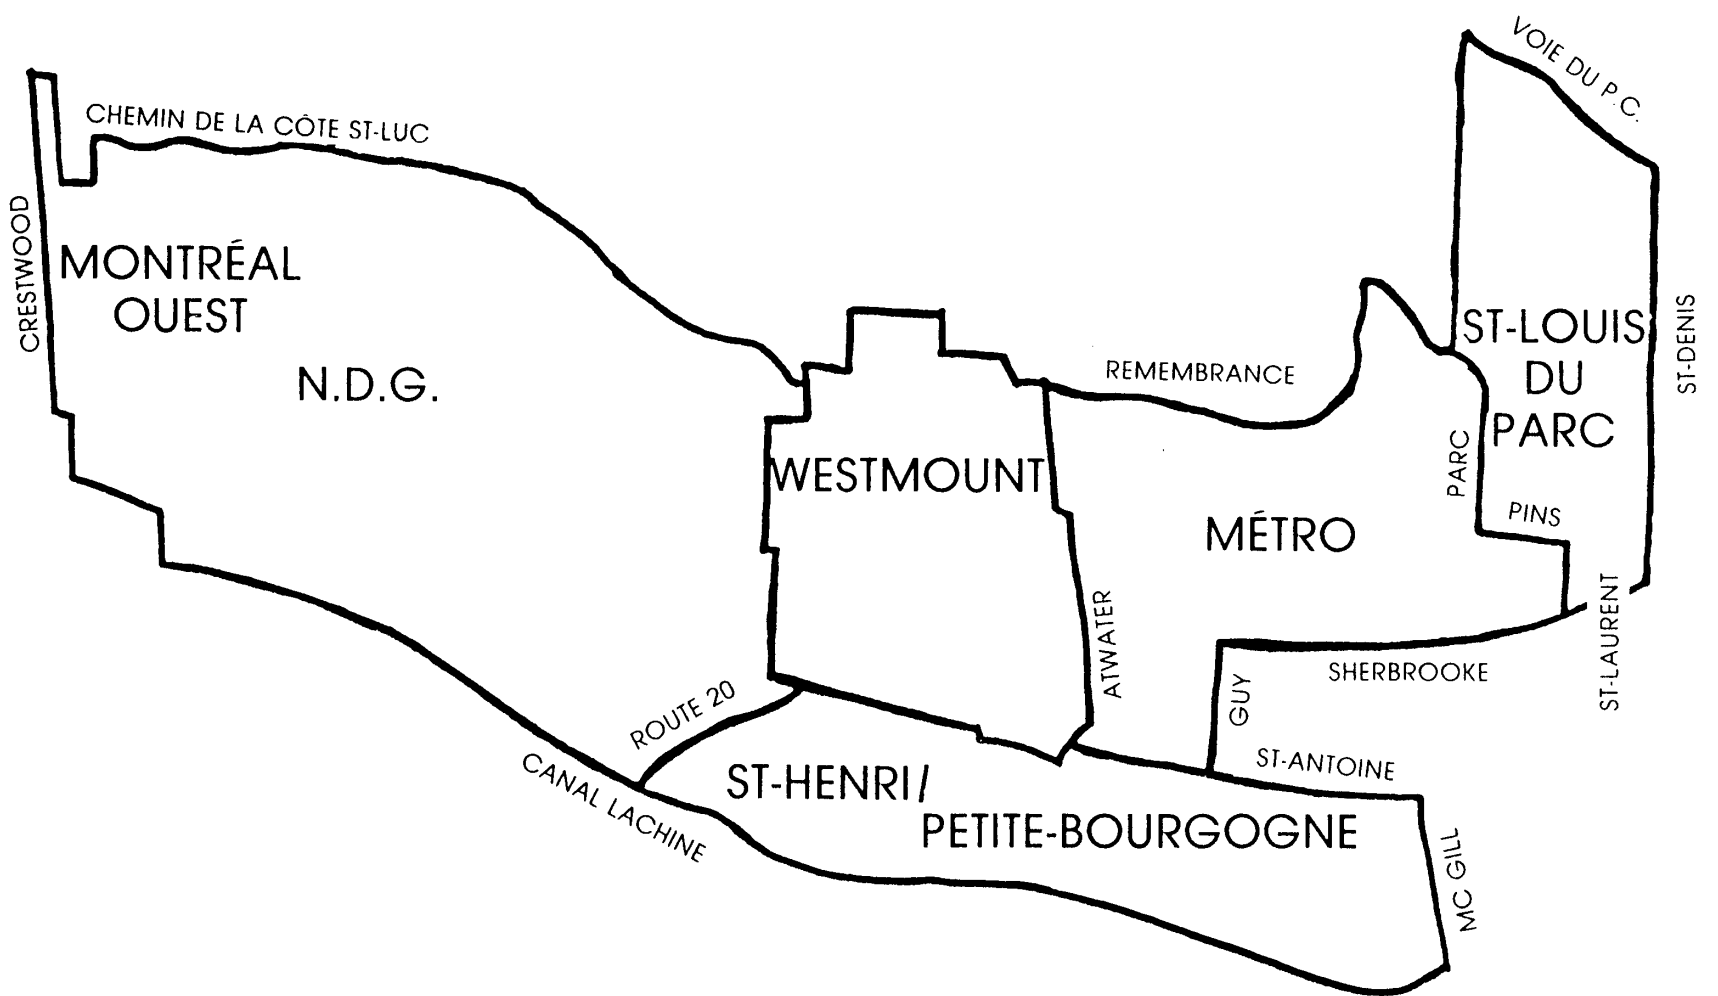 VOIE DU P.C.
CHEMIN DE LA CÔTE ST-LUC
CRESTWOOD
MONTRÉAL
OUEST
N.D.G.
REMEMBRANCE
ST-LOUIS
DU
PARC
ST-DENIS
WESTMOUNT
PARC
PINS
MÉTRO
ATWATER
ST-LAURENT
SHERBROOKE
GUY
ROUTE 20
ST-ANTOINE
CANAL LACHINE
ST-HENRI/
PETITE-BOURGOGNE
MC GILL